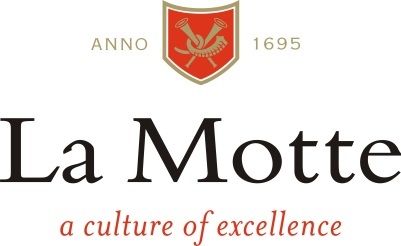 ANNO 1695
La Motte
a culture of excellence